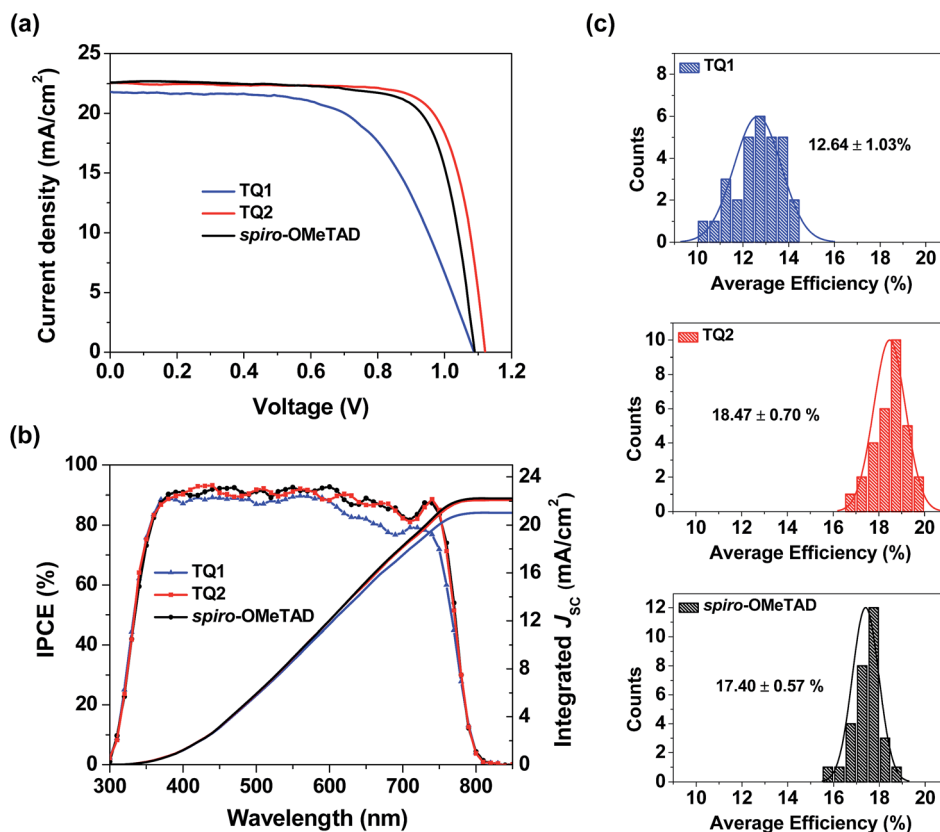 (a)
25
20
15
10
5
0
Current density (mA/cm²)
TQ1
TQ2
spiro-OMeTAD
0.0 0.2 0.4 0.6 0.8 1.0 1.2
Voltage (V)
(b)
100
80
60
40
20
0
IPCE (%)
TQ1
TQ2
spiro-OMeTAD
24
20
16
12
8
4
0
Integrated JSC (mA/cm²)
300 400 500 600 700 800
Wavelength (nm)
(c)
8
6
4
2
0
Counts
TQ1
12.64 ± 1.03%
10 12 14 16 18 20
Average Efficiency (%)
10
8
6
4
2
0
Counts
TQ2
18.47 ± 0.70 %
10 12 14 16 18 20
Average Efficiency (%)
12
10
8
6
4
2
0
Counts
spiro-OMeTAD
17.40 ± 0.57 %
10 12 14 16 18 20
Average Efficiency (%)